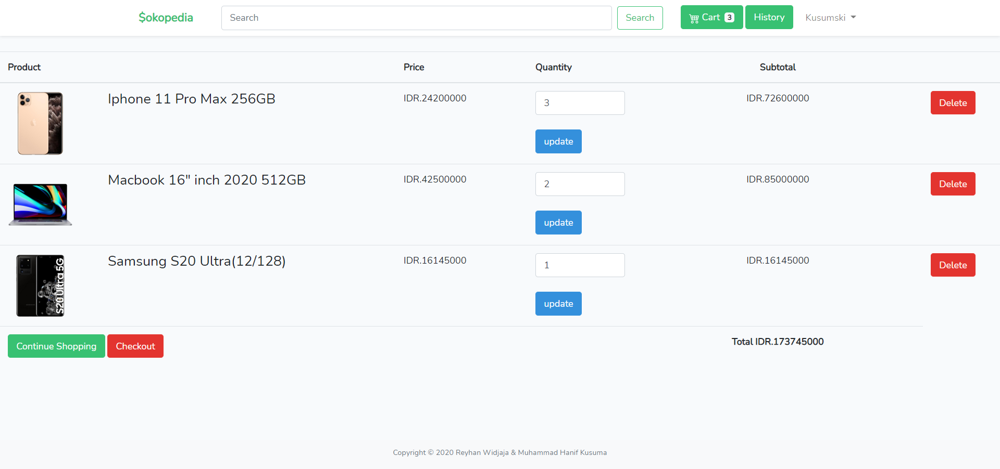 $okopedia Search Search Cart 3 History Kusumski
Product Price Quantity Subtotal
Iphone 11 Pro Max 256GB IDR.24200000 3 IDR.72600000 Delete
update
Macbook 16" inch 2020 512GB IDR.42500000 2 IDR.85000000 Delete
update
Samsung S20 Ultra(12/128) IDR.16145000 1 IDR.16145000 Delete
S20 Ultra 5G
update
Continue Shopping Checkout Total IDR.173745000
Copyright © 2020 Reyhan Widjaja & Muhammad Hanif Kusuma